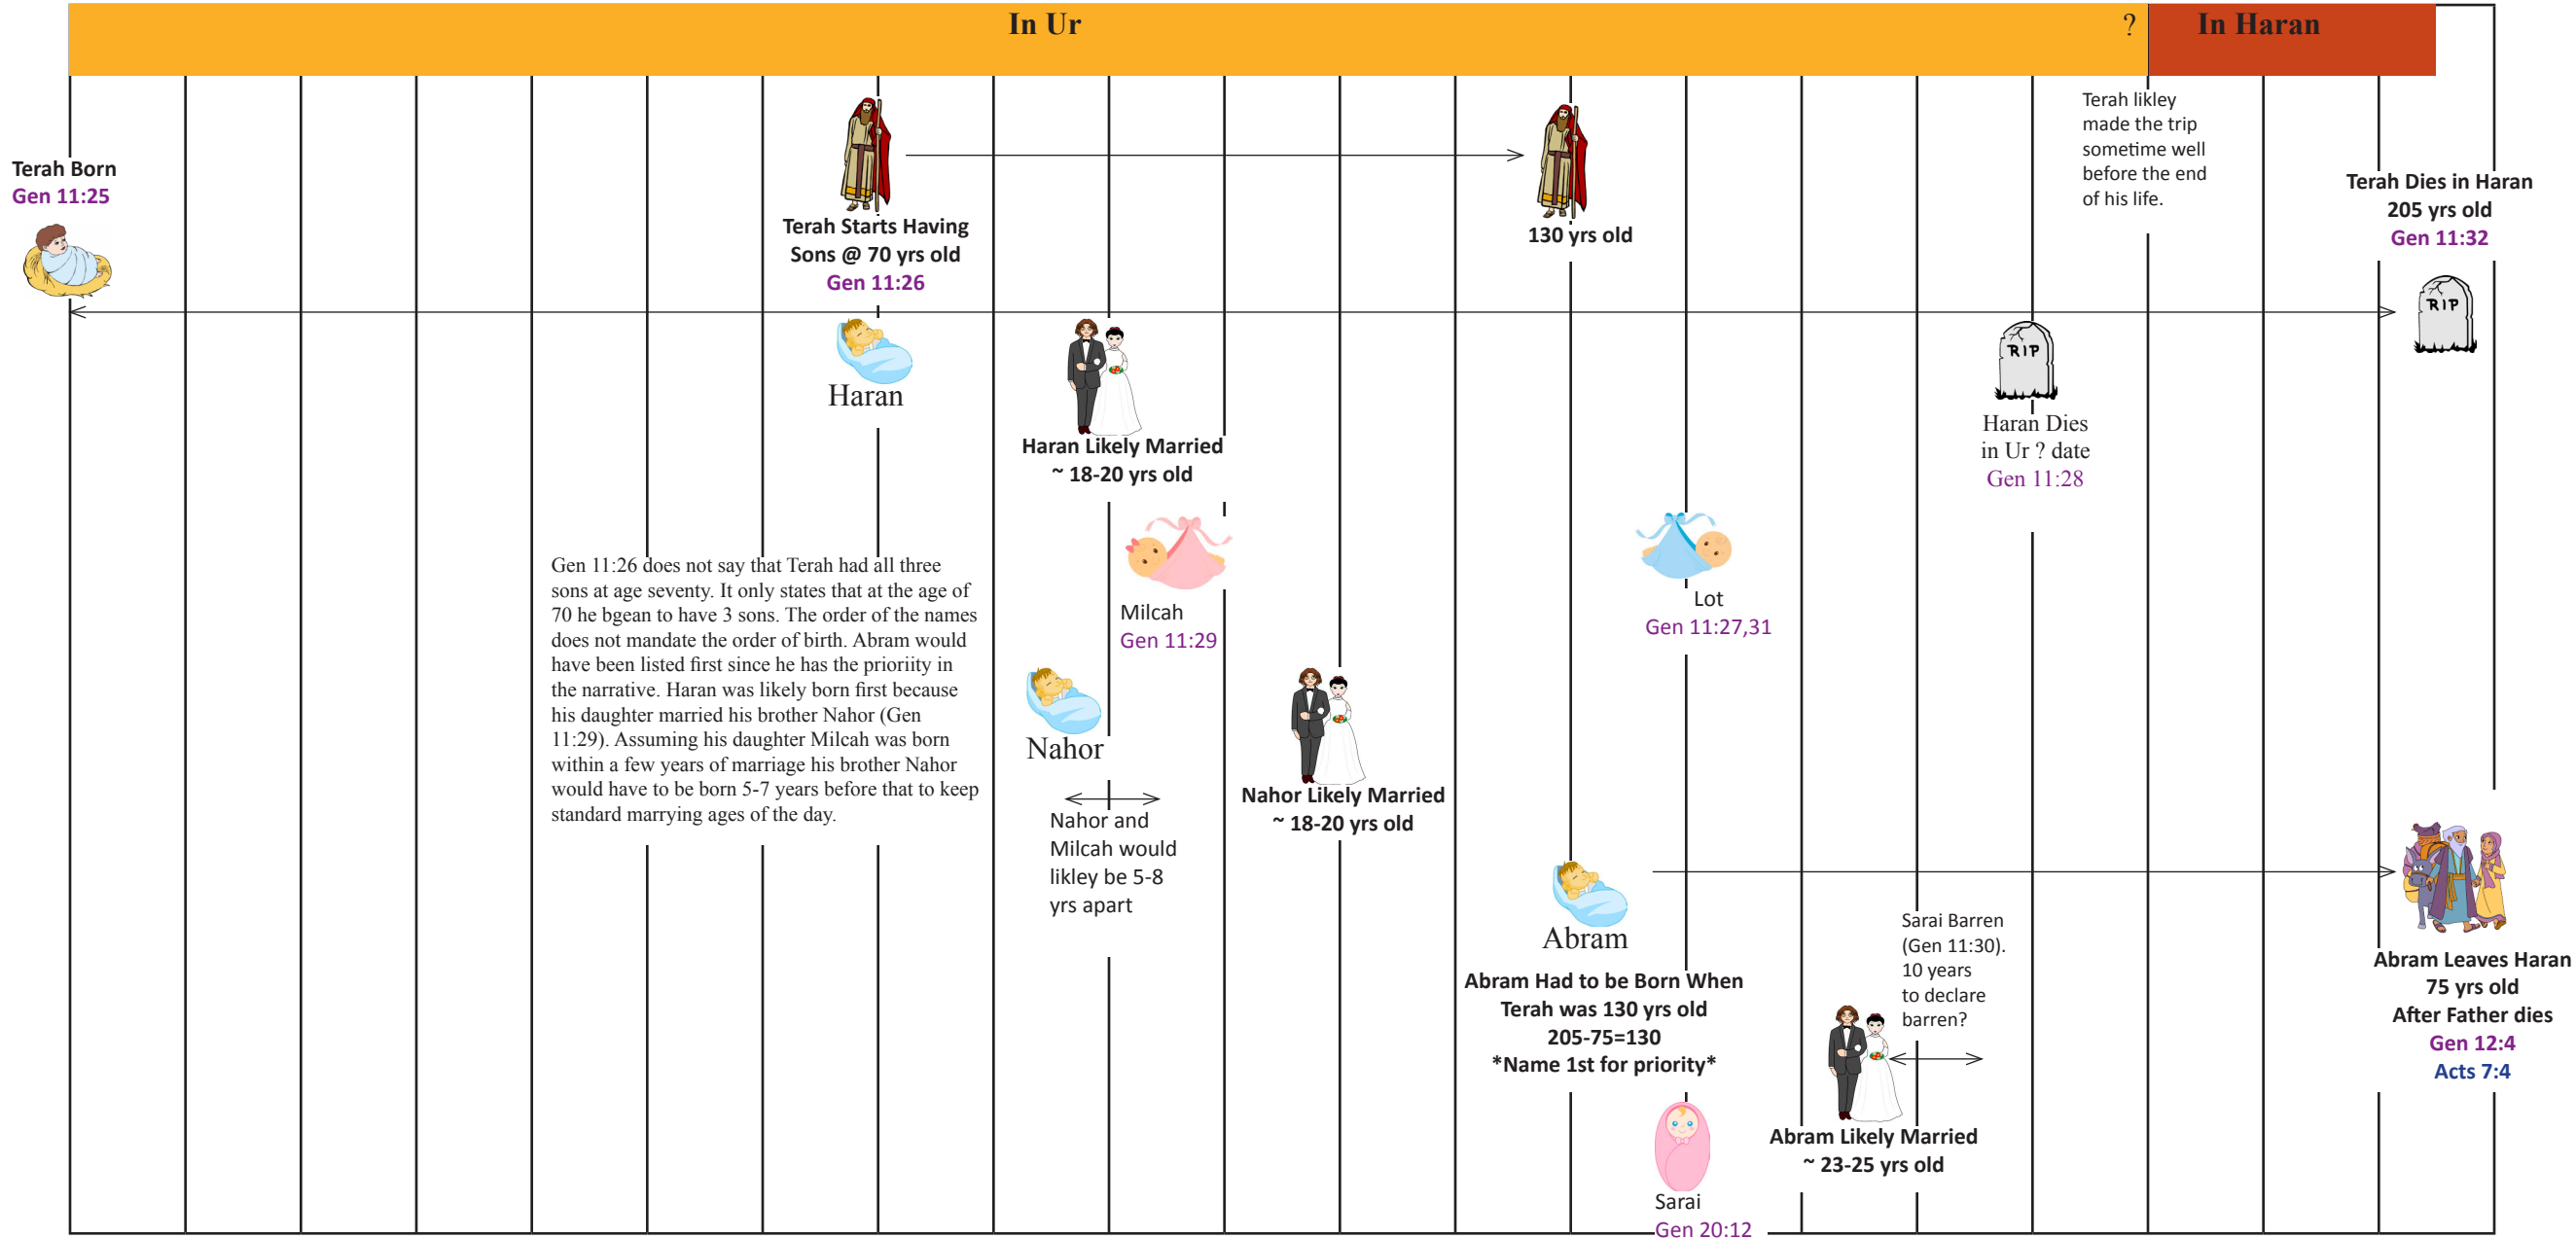 In Ur
?
In Haran
Terah Born
Gen 11:25
Terah Starts Having
Sons @ 70 yrs old
Gen 11:26
130 yrs old
Terah likley
made the trip
sometime well
before the end
of his life.
Terah Dies in Haran
205 yrs old
Gen 11:32
RIP
Haran
Haran Likely Married
~ 18-20 yrs old
RIP
Haran Dies
in Ur ? date
Gen 11:28
Gen 11:26 does not say that Terah had all three
sons at age seventy. It only states that at the age of
70 he bgean to have 3 sons. The order of the names
does not mandate the order of birth. Abram would
have been listed first since he has the prioriity in
the narrative. Haran was likely born first because
his daughter married his brother Nahor (Gen
11:29). Assuming his daughter Milcah was born
within a few years of marriage his brother Nahor
would have to be born 5-7 years before that to keep
standard marrying ages of the day.
Milcah
Gen 11:29
Lot
Gen 11:27,31
Nahor
Nahor and
Milcah would
likley be 5-8
yrs apart
Nahor Likely Married
~ 18-20 yrs old
Abram
Abram Had to be Born When
Terah was 130 yrs old
205-75=130
*Name 1st for priority*
Sarai Barren
(Gen 11:30).
10 years
to declare
barren?
Abram Leaves Haran
75 yrs old
After Father dies
Gen 12:4
Acts 7:4
Abram Likely Married
~ 23-25 yrs old
Sarai
Gen 20:12